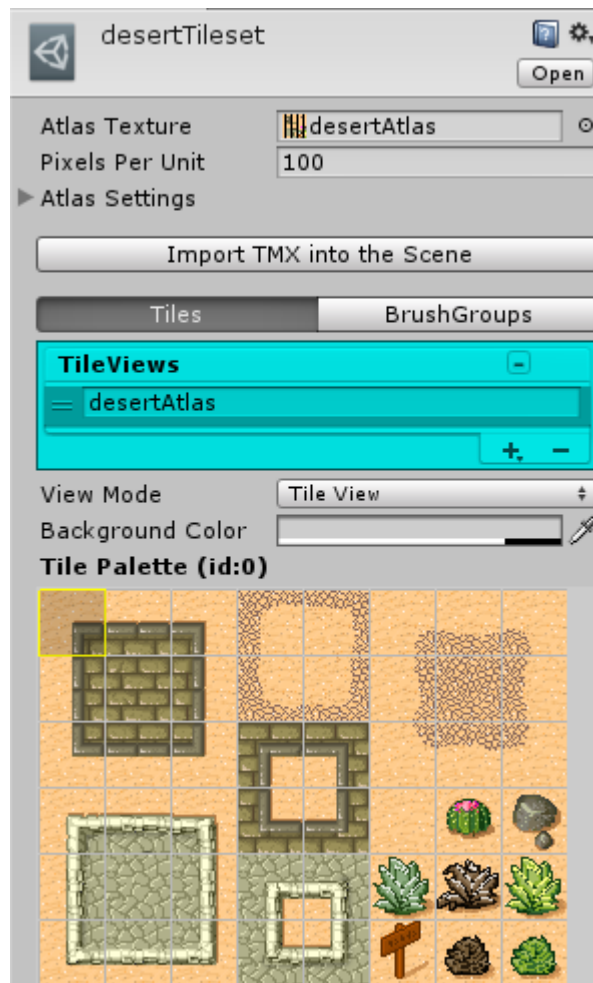 desertTileset
Open
Atlas Texture desertAtlas
Pixels Per Unit 100
Atlas Settings
Import TMX into the Scene
Tiles BrushGroups
TileViews
desertAtlas
View Mode Tile View
Background Color
Tile Palette (id:0)